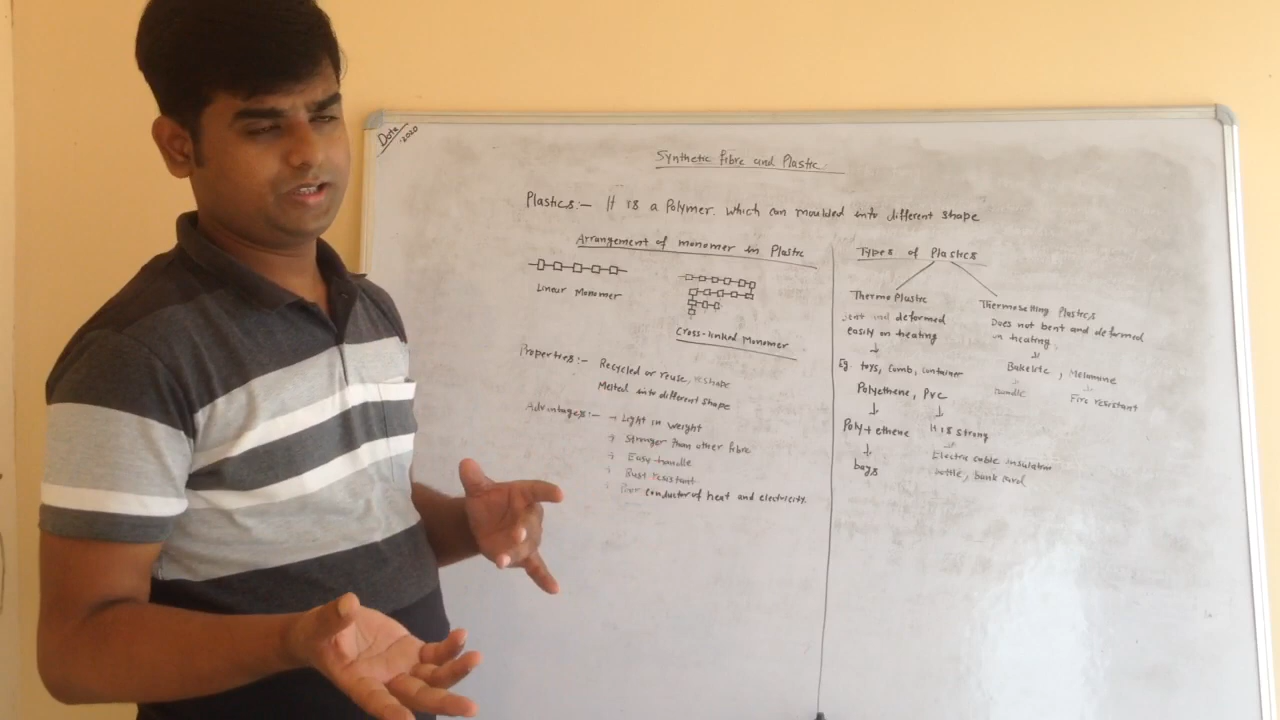 Date
2020
Synthetic Fibre and Plastic
Plastics:- It is a Polymer. which can moulded into different shape
Arrangement of monomer in Plastic
Linear Monomer
Cross-linked Monomer
Properties:- Recycled or reuse, reshape
Melted into different shape
Advantages:- → Light in weight
→ Stronger than other fibre
→ Easy handle
→ Rust resistant
Poor conductor of heat and electricity.
Types of Plastics
Thermo Plastic
bent and deformed
easily on heating
↓
Eg. toys, comb, container
Polyethene, PVC
↓ ↓
Poly+ethene It is strong
↓
bags
Electric cable insulation
bottle, bank card
Thermosetting Plastics
Does not bent and deformed
on heating.
Bakelite, Melamine
handle Fire resistant